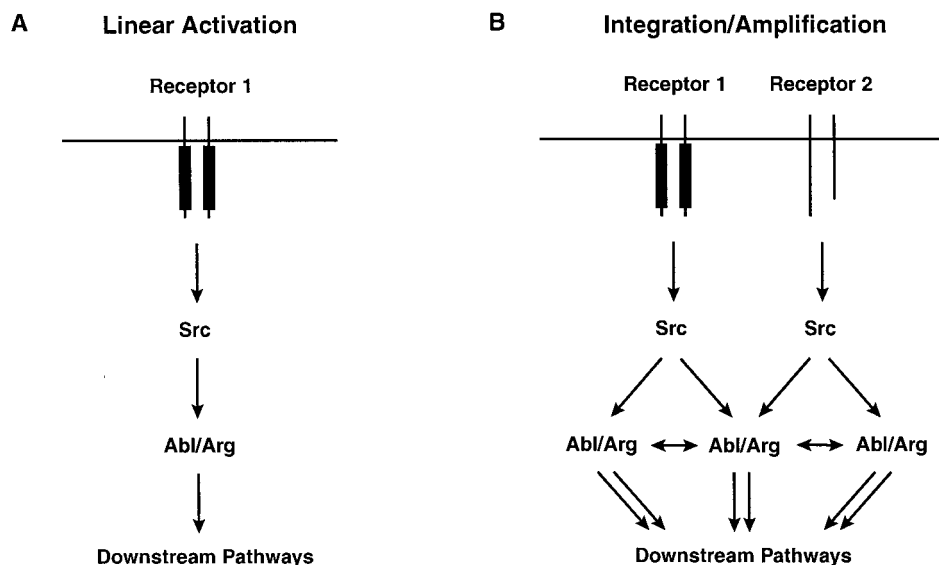 A Linear Activation
Receptor 1
Src
Abl/Arg
Downstream Pathways
B Integration/Amplification
Receptor 1 Receptor 2
Src Src
Abl/Arg Abl/Arg Abl/Arg
Downstream Pathways